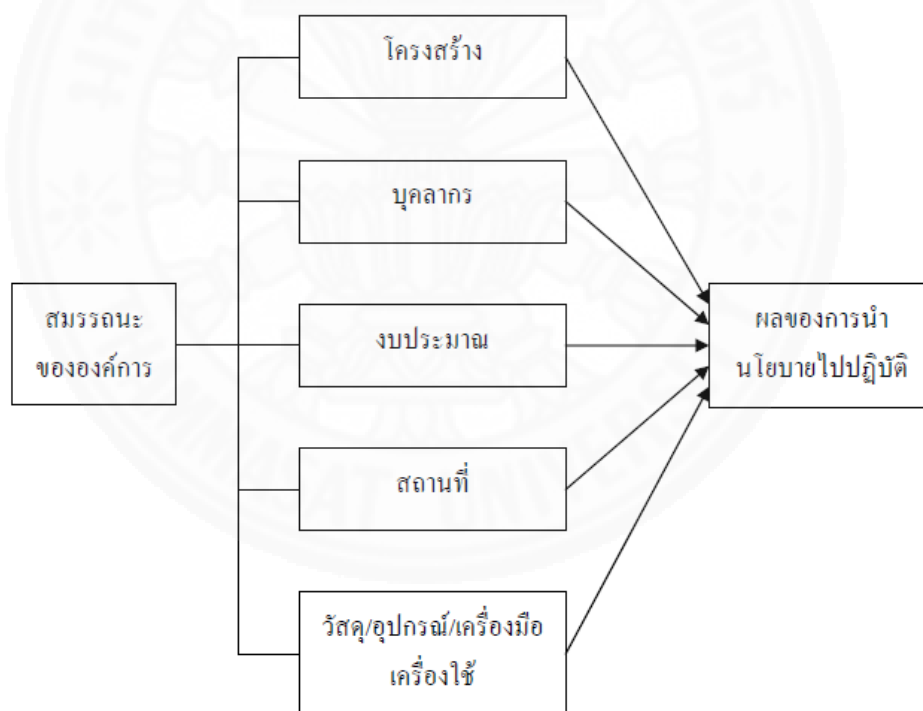 โครงสร้าง
บุคลากร
สมรรถนะ
ขององค์การ
งบประมาณ
ผลของการนำ
นโยบายไปปฏิบัติ
สถานที่
วัสดุ/อุปกรณ์/เครื่องมือ
เครื่องใช้